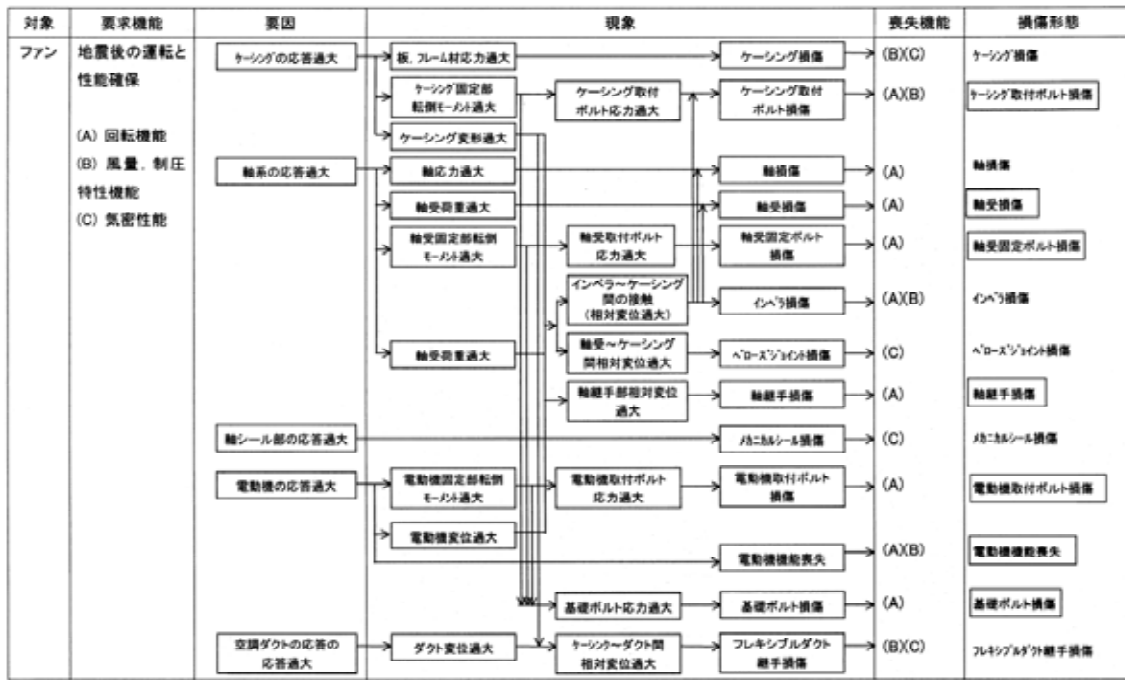 対象 要求機能 要因 現象 喪失機能 損傷形態
ファン
地震後の運転と
性能確保
(A) 回転機能
(B) 風量、制圧
特性機能
(C) 気密性能
ケーシングの応答過大
板、フレーム材応力過大
ケーシング損傷
(B)(C)
ケーシング損傷
ケーシング固定部
転倒モーメント過大
ケーシング取付
ボルト応力過大
ケーシング取付
ボルト損傷
(A)(B)
ケーシング取付ボルト損傷
ケーシング変形過大
軸系の応答過大
軸応力過大
軸損傷
(A)
軸損傷
軸受荷重過大
軸受損傷
(A)
軸受損傷
軸受固定部転倒
モーメント過大
軸受取付ボルト
応力過大
軸受固定ボルト
損傷
(A)
軸受固定ボルト損傷
インペラ～ケーシング
間の接触
(相対変位過大)
インペラ損傷
(A)(B)
インペラ損傷
軸受荷重過大
軸受～ケーシング
間相対変位過大
ベローズジョイント損傷
(C)
ベローズジョイント損傷
軸継手部相対変位
過大
軸継手損傷
(A)
軸継手損傷
軸シール部の応答過大
メカニカルシール損傷
(C)
メカニカルシール損傷
電動機の応答過大
電動機固定部転倒
モーメント過大
電動機取付ボルト
応力過大
電動機取付ボルト
損傷
(A)
電動機取付ボルト損傷
電動機変位過大
電動機機能喪失
(A)(B)
電動機機能喪失
基礎ボルト応力過大
基礎ボルト損傷
(A)
基礎ボルト損傷
空調ダクトの応答の
応答過大
ダクト変位過大
ケーシング～ダクト間
相対変位過大
フレキシブルダクト
継手損傷
(B)(C)
フレキシブルダクト継手損傷